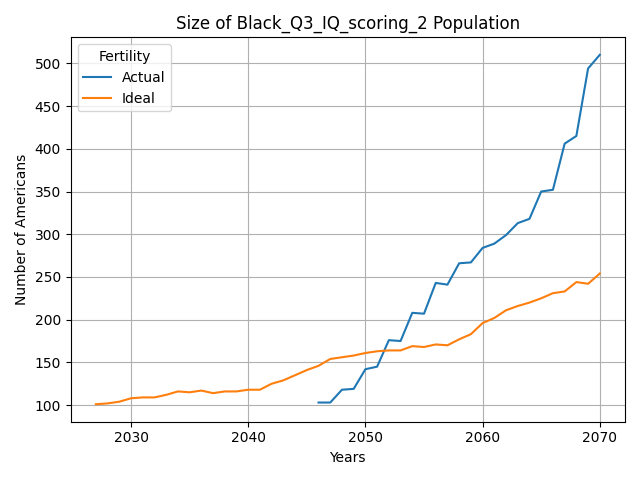 Size of Black_Q3_IQ_scoring_2 Population
Fertility
Actual
Ideal
Number of Americans
500
450
400
350
300
250
200
150
100
2030
2040
2050
2060
2070
Years